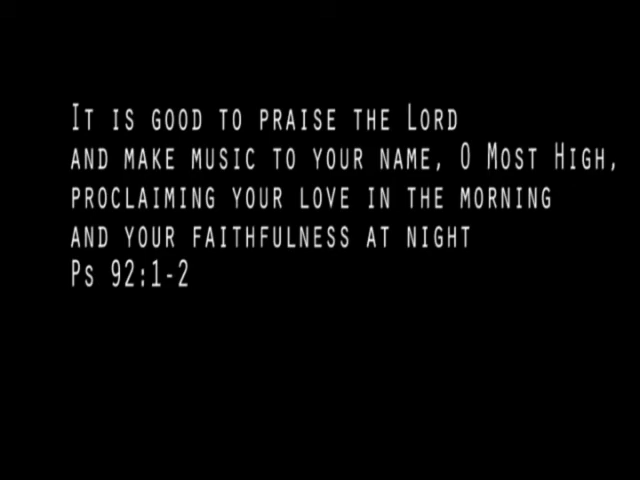 It is good to praise the Lord
and make music to your name, O Most High,
proclaiming your love in the morning
and your faithfulness at night
Ps 92:1-2